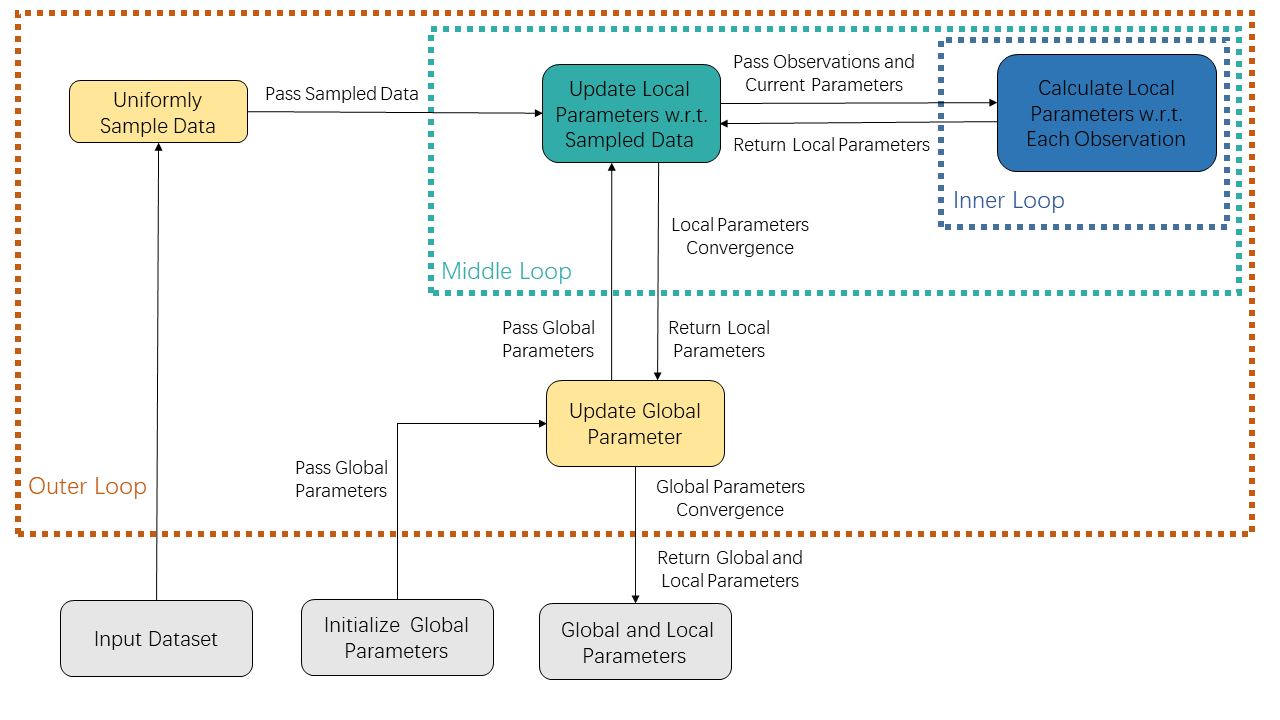 Uniformly
Sample Data
Pass Sampled Data
Update Local
Parameters w.r.t.
Sampled Data
Pass Observations and
Current Parameters
Return Local Parameters
Calculate Local
Parameters w.r.t.
Each Observation
Inner Loop
Local Parameters
Convergence
Middle Loop
Pass Global
Parameters
Return Local
Parameters
Update Global
Parameter
Pass Global
Parameters
Outer Loop
Global Parameters
Convergence
Return Global and
Local Parameters
Input Dataset
Initialize Global
Parameters
Global and Local
Parameters